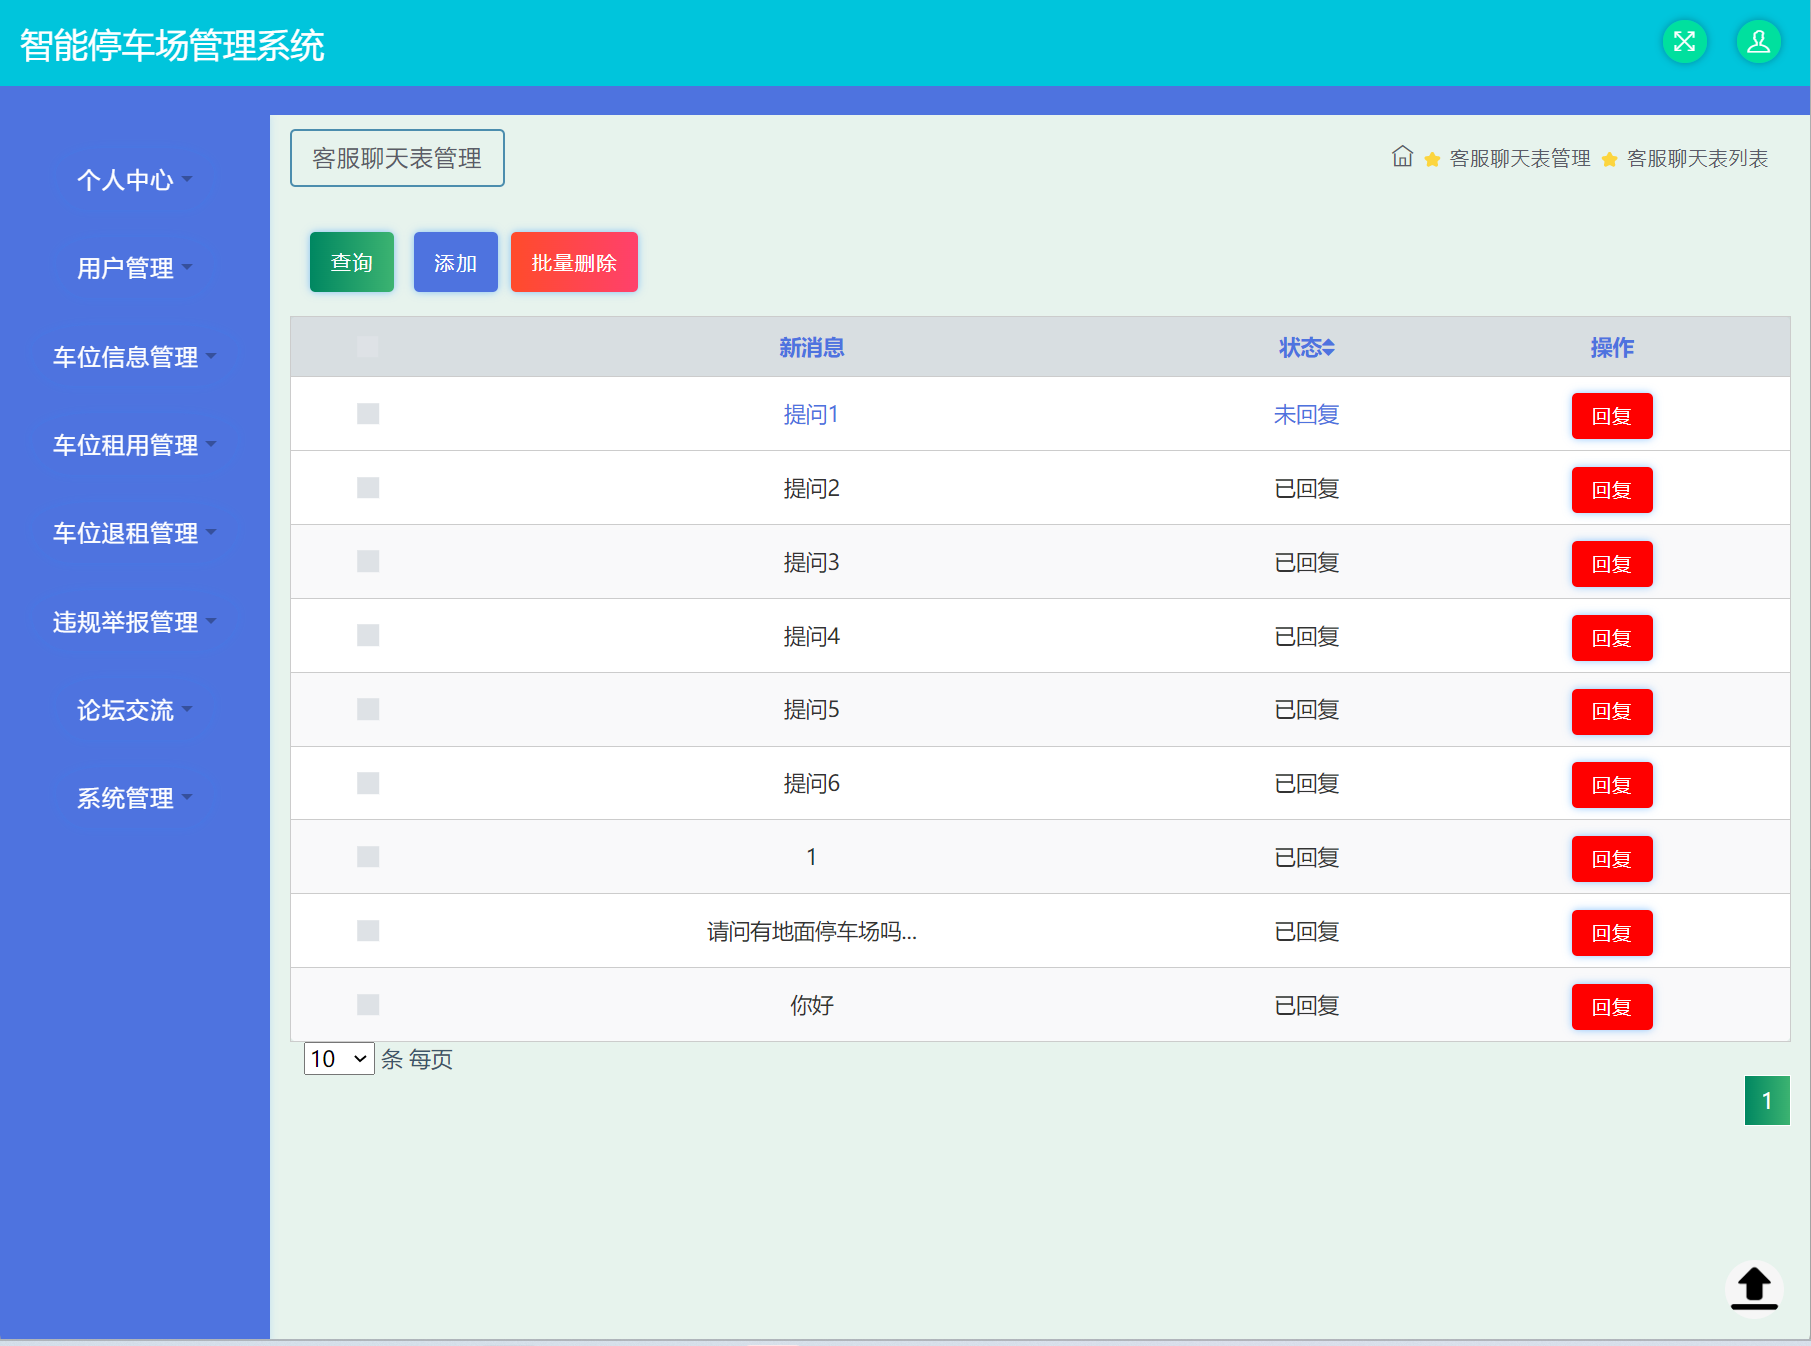 智能停车场管理系统
个人中心
用户管理
车位信息管理
车位租用管理
车位退租管理
违规举报管理
论坛交流
系统管理
客服聊天表管理
客服聊天表管理 客服聊天表列表
查询 添加 批量删除
新消息 状态 操作
提问1 未回复 回复
提问2 已回复 回复
提问3 已回复 回复
提问4 已回复 回复
提问5 已回复 回复
提问6 已回复 回复
1 已回复 回复
请问有地面停车场吗... 已回复 回复
你好 已回复 回复
10 条 每页
1